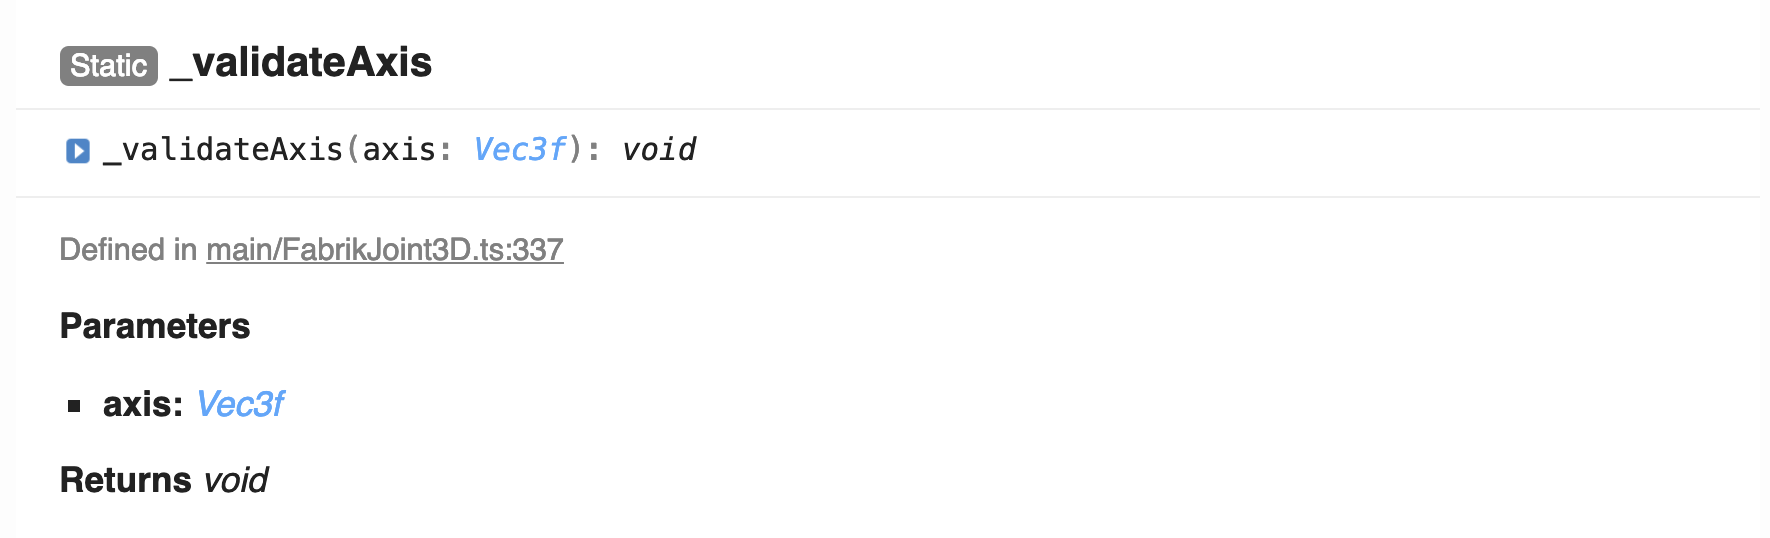 Static _validateAxis
_validateAxis(axis: Vec3f): void
Defined in main/FabrikJoint3D.ts:337
Parameters
axis: Vec3f
Returns void